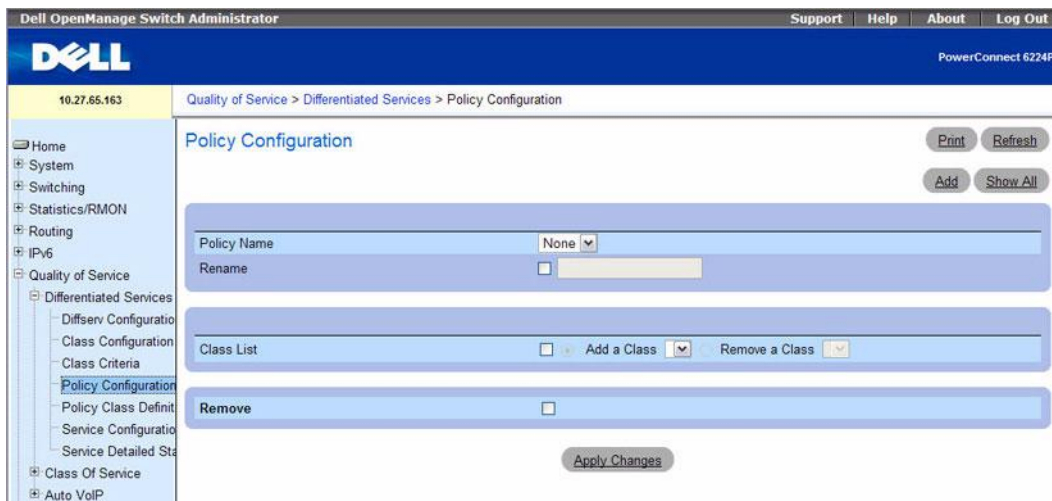 Dell OpenManage Switch Administrator
Support Help About Log Out
DELL
PowerConnect 6224P
10.27.65.163
Quality of Service > Differentiated Services > Policy Configuration
Home
System
Switching
Statistics/RMON
Routing
IPv6
Quality of Service
Differentiated Services
Diffserv Configuratio
Class Configuration
Class Criteria
Policy Configuration
Policy Class Definit
Service Configuratio
Service Detailed Sta
Class Of Service
Auto VoIP
Policy Configuration
Print Refresh
Add Show All
Policy Name None
Rename
Class List Add a Class Remove a Class
Remove
Apply Changes